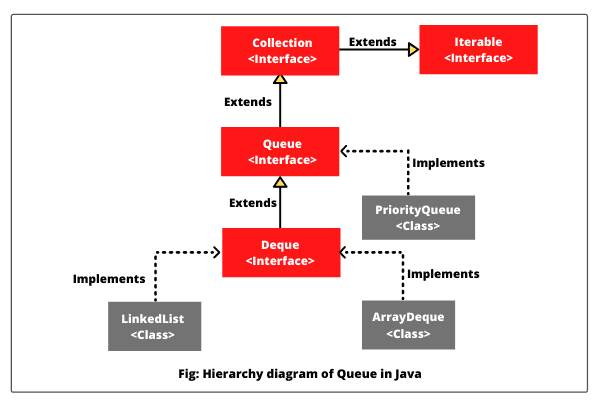 Collection
<Interface>
Extends
Iterable
<Interface>
Extends
Queue
<Interface>
Implements
PriorityQueue
<Class>
Extends
Deque
<Interface>
Implements
Implements
LinkedList
<Class>
ArrayDeque
<Class>
Fig: Hierarchy diagram of Queue in Java